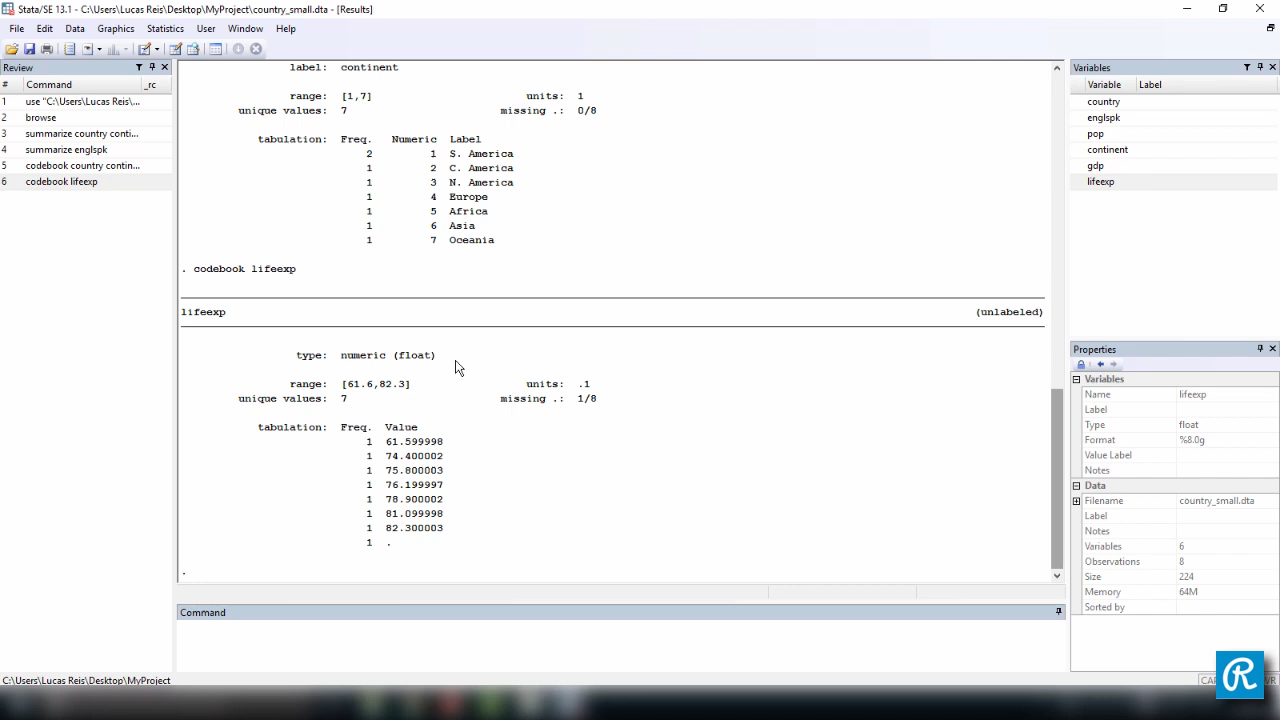 Stata/SE 13.1 - C:\Users\Lucas Reis\Desktop\MyProject\country_small.dta - [Results]
File Edit Data Graphics Statistics User Window Help
Review
# Command _rc
1 use "C:\Users\Lucas Reis\...
2 browse
3 summarize country conti...
4 summarize englspk
5 codebook country contin...
6 codebook lifeexp
label: continent
range: [1,7] units: 1
unique values: 7 missing .: 0/8
tabulation: Freq. Numeric Label
2 1 S. America
1 2 C. America
1 3 N. America
1 4 Europe
1 5 Africa
1 6 Asia
1 7 Oceania
. codebook lifeexp
lifeexp (unlabeled)
type: numeric (float)
range: [61.6,82.3] units: .1
unique values: 7 missing .: 1/8
tabulation: Freq. Value
1 61.599998
1 74.400002
1 75.800003
1 76.199997
1 78.900002
1 81.099998
1 82.300003
1 .
.
Command
Variables
Variable Label
country
englspk
pop
continent
gdp
lifeexp
Properties
Variables
Name lifeexp
Label
Type float
Format %8.0g
Value Label
Notes
Data
Filename country_small.dta
Label
Notes
Variables 6
Observations 8
Size 224
Memory 64M
Sorted by
C:\Users\Lucas Reis\Desktop\MyProject
R